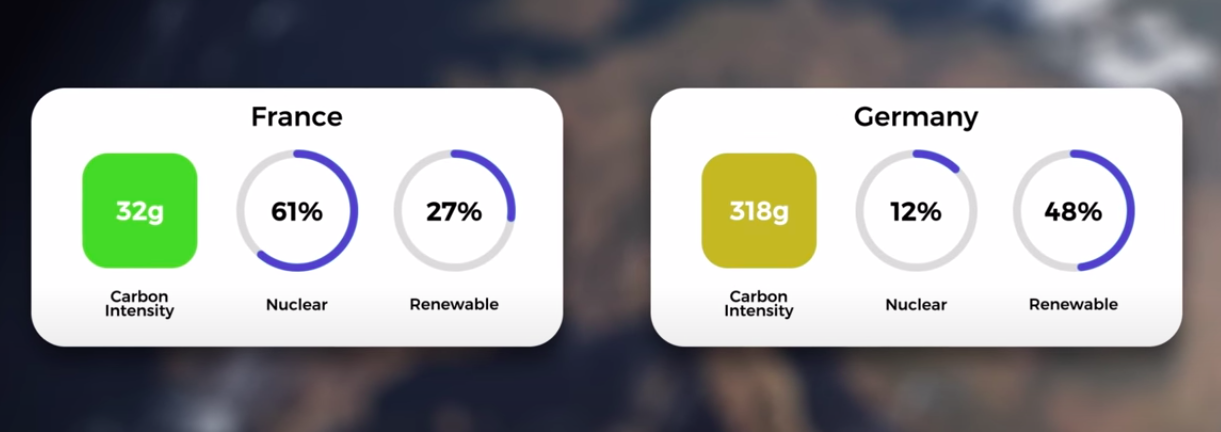 France
32g
61%
27%
Carbon
Intensity
Nuclear
Renewable
Germany
318g
12%
48%
Carbon
Intensity
Nuclear
Renewable